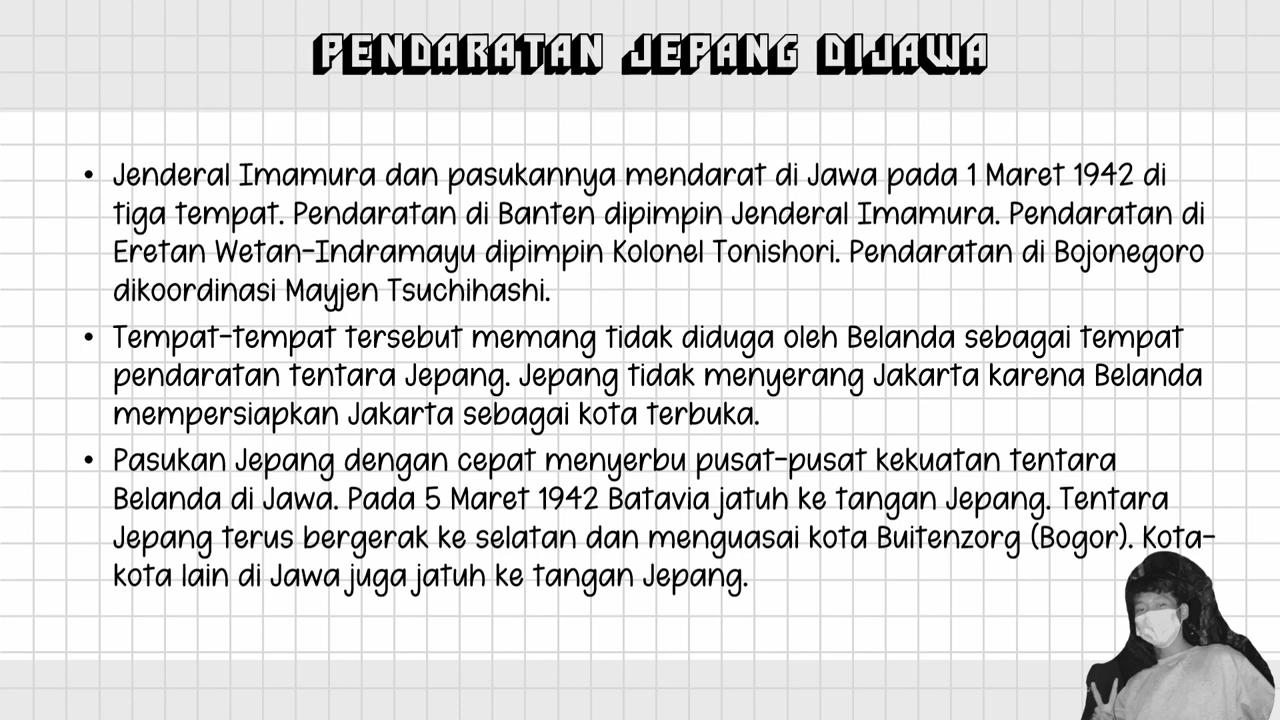 PENDARATAN JEPANG DIJAWA
• Jenderal Imamura dan pasukannya mendarat di Jawa pada 1 Maret 1942 di
tiga tempat. Pendaratan di Banten dipimpin Jenderal Imamura. Pendaratan di
Eretan Wetan-Indramayu dipimpin Kolonel Tonishori. Pendaratan di Bojonegoro
dikoordinasi Mayjen Tsuchihashi.
• Tempat-tempat tersebut memang tidak diduga oleh Belanda sebagai tempat
pendaratan tentara Jepang. Jepang tidak menyerang Jakarta karena Belanda
mempersiapkan Jakarta sebagai kota terbuka.
• Pasukan Jepang dengan cepat menyerbu pusat-pusat kekuatan tentara
Belanda di Jawa. Pada 5 Maret 1942 Batavia jatuh ke tangan Jepang. Tentara
Jepang terus bergerak ke selatan dan menguasai kota Buitenzorg (Bogor). Kota-
kota lain di Jawa juga jatuh ke tangan Jepang.